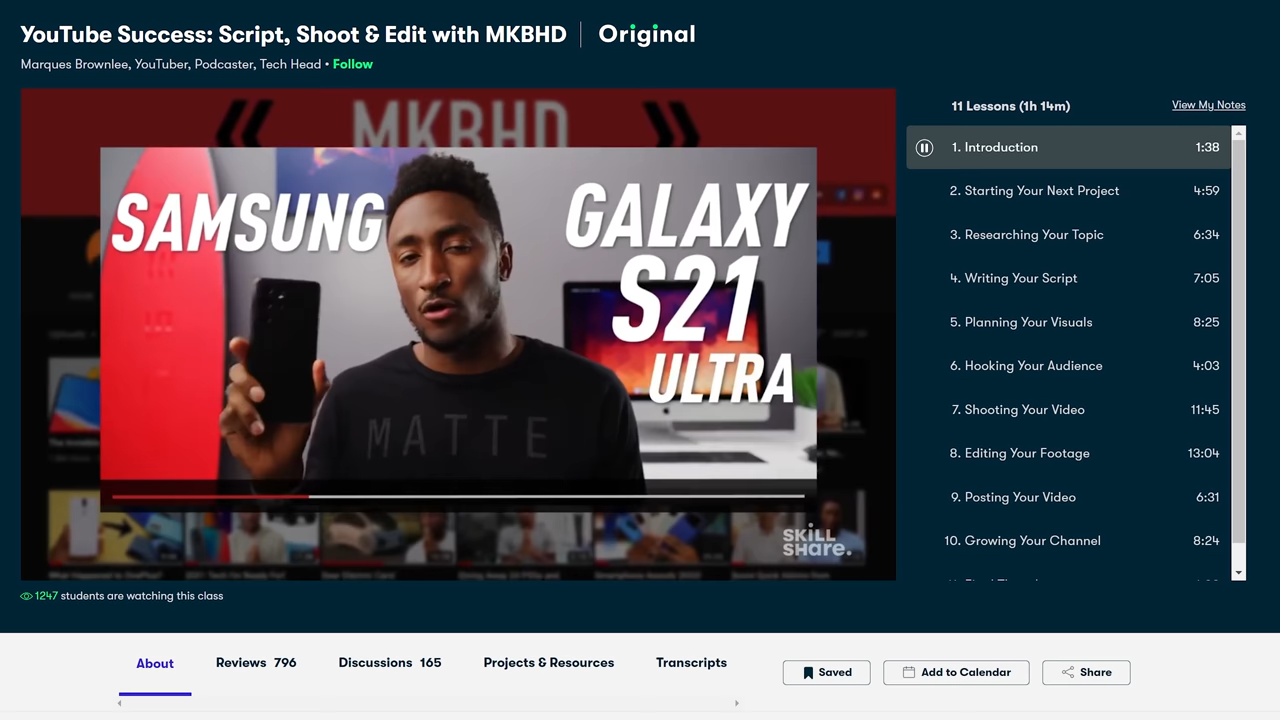 YouTube Success: Script, Shoot & Edit with MKBHD | Original
Marques Brownlee, YouTuber, Podcaster, Tech Head • Follow
MKBHD
SAMSUNG
GALAXY
S21
ULTRA
MATTE
SKILL
SHare.
1247 students are watching this class
11 Lessons (1h 14m) View My Notes
1. Introduction 1:38
2. Starting Your Next Project 4:59
3. Researching Your Topic 6:34
4. Writing Your Script 7:05
5. Planning Your Visuals 8:25
6. Hooking Your Audience 4:03
7. Shooting Your Video 11:45
8. Editing Your Footage 13:04
9. Posting Your Video 6:31
10. Growing Your Channel 8:24
About Reviews 796 Discussions 165 Projects & Resources Transcripts Saved Add to Calendar Share